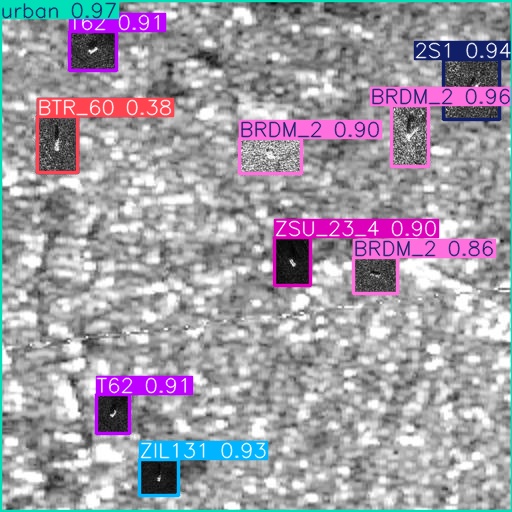 urban 0.97
T62 0.91
2S1 0.94
BRDM_2 0.96
BTR_60 0.38
BRDM_2 0.90
ZSU_23_4 0.90
BRDM_2 0.86
T62 0.91
ZIL131 0.93